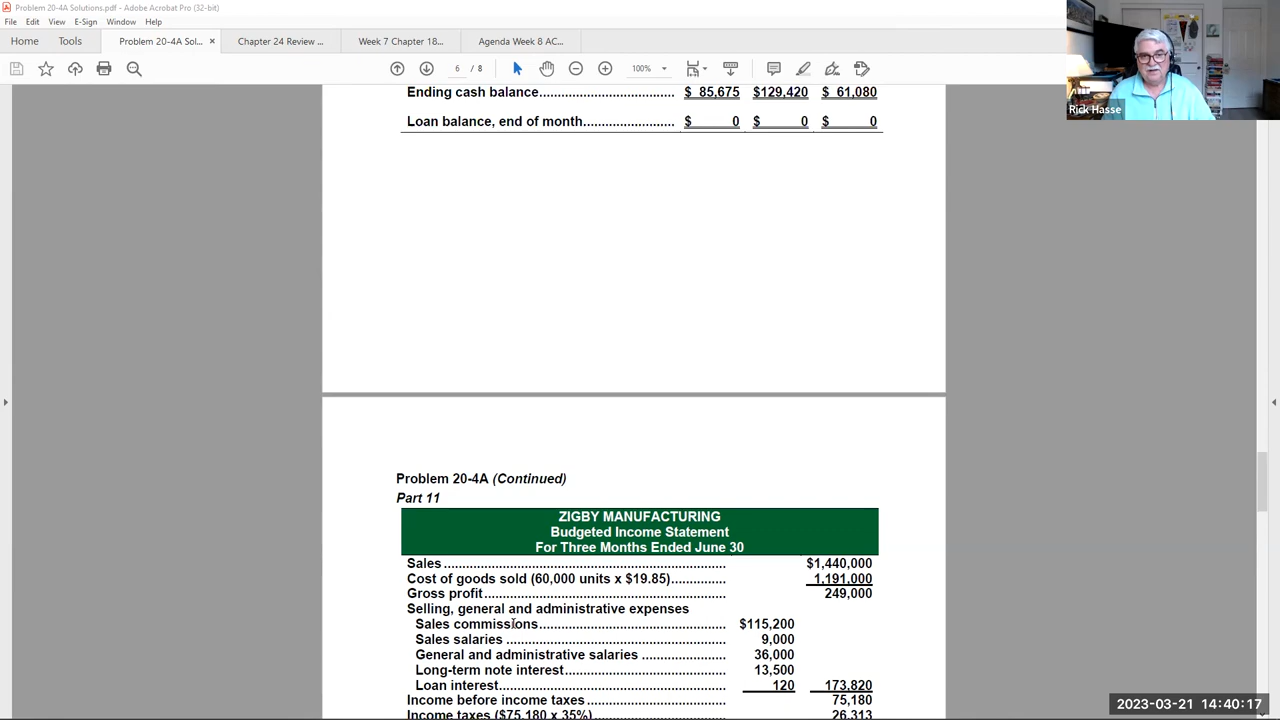 Problem 20-4A Solutions.pdf - Adobe Acrobat Pro (32-bit)
File Edit View E-Sign Window Help
Home Tools Problem 20-4A Sol... × Chapter 24 Review ... Week 7 Chapter 18... Agenda Week 8 AC...
6 / 8 100%
Rick Hasse
Ending cash balance.................................. $ 85,675 $129,420 $ 61,080
Loan balance, end of month........................ $ 0 $ 0 $ 0
Problem 20-4A (Continued)
Part 11
ZIGBY MANUFACTURING
Budgeted Income Statement
For Three Months Ended June 30
Sales .................................................................. $1,440,000
Cost of goods sold (60,000 units x $19.85).............. 1,191,000
Gross profit.......................................................... 249,000
Selling, general and administrative expenses
Sales commissions............................................. $115,200
Sales salaries ..................................................... 9,000
General and administrative salaries ..................... 36,000
Long-term note interest....................................... 13,500
Loan interest....................................................... 120 173.820
Income before income taxes .................................. 75,180
Income taxes ($75,180 x 35%)................................ 26,313
2023-03-21 14:40:17